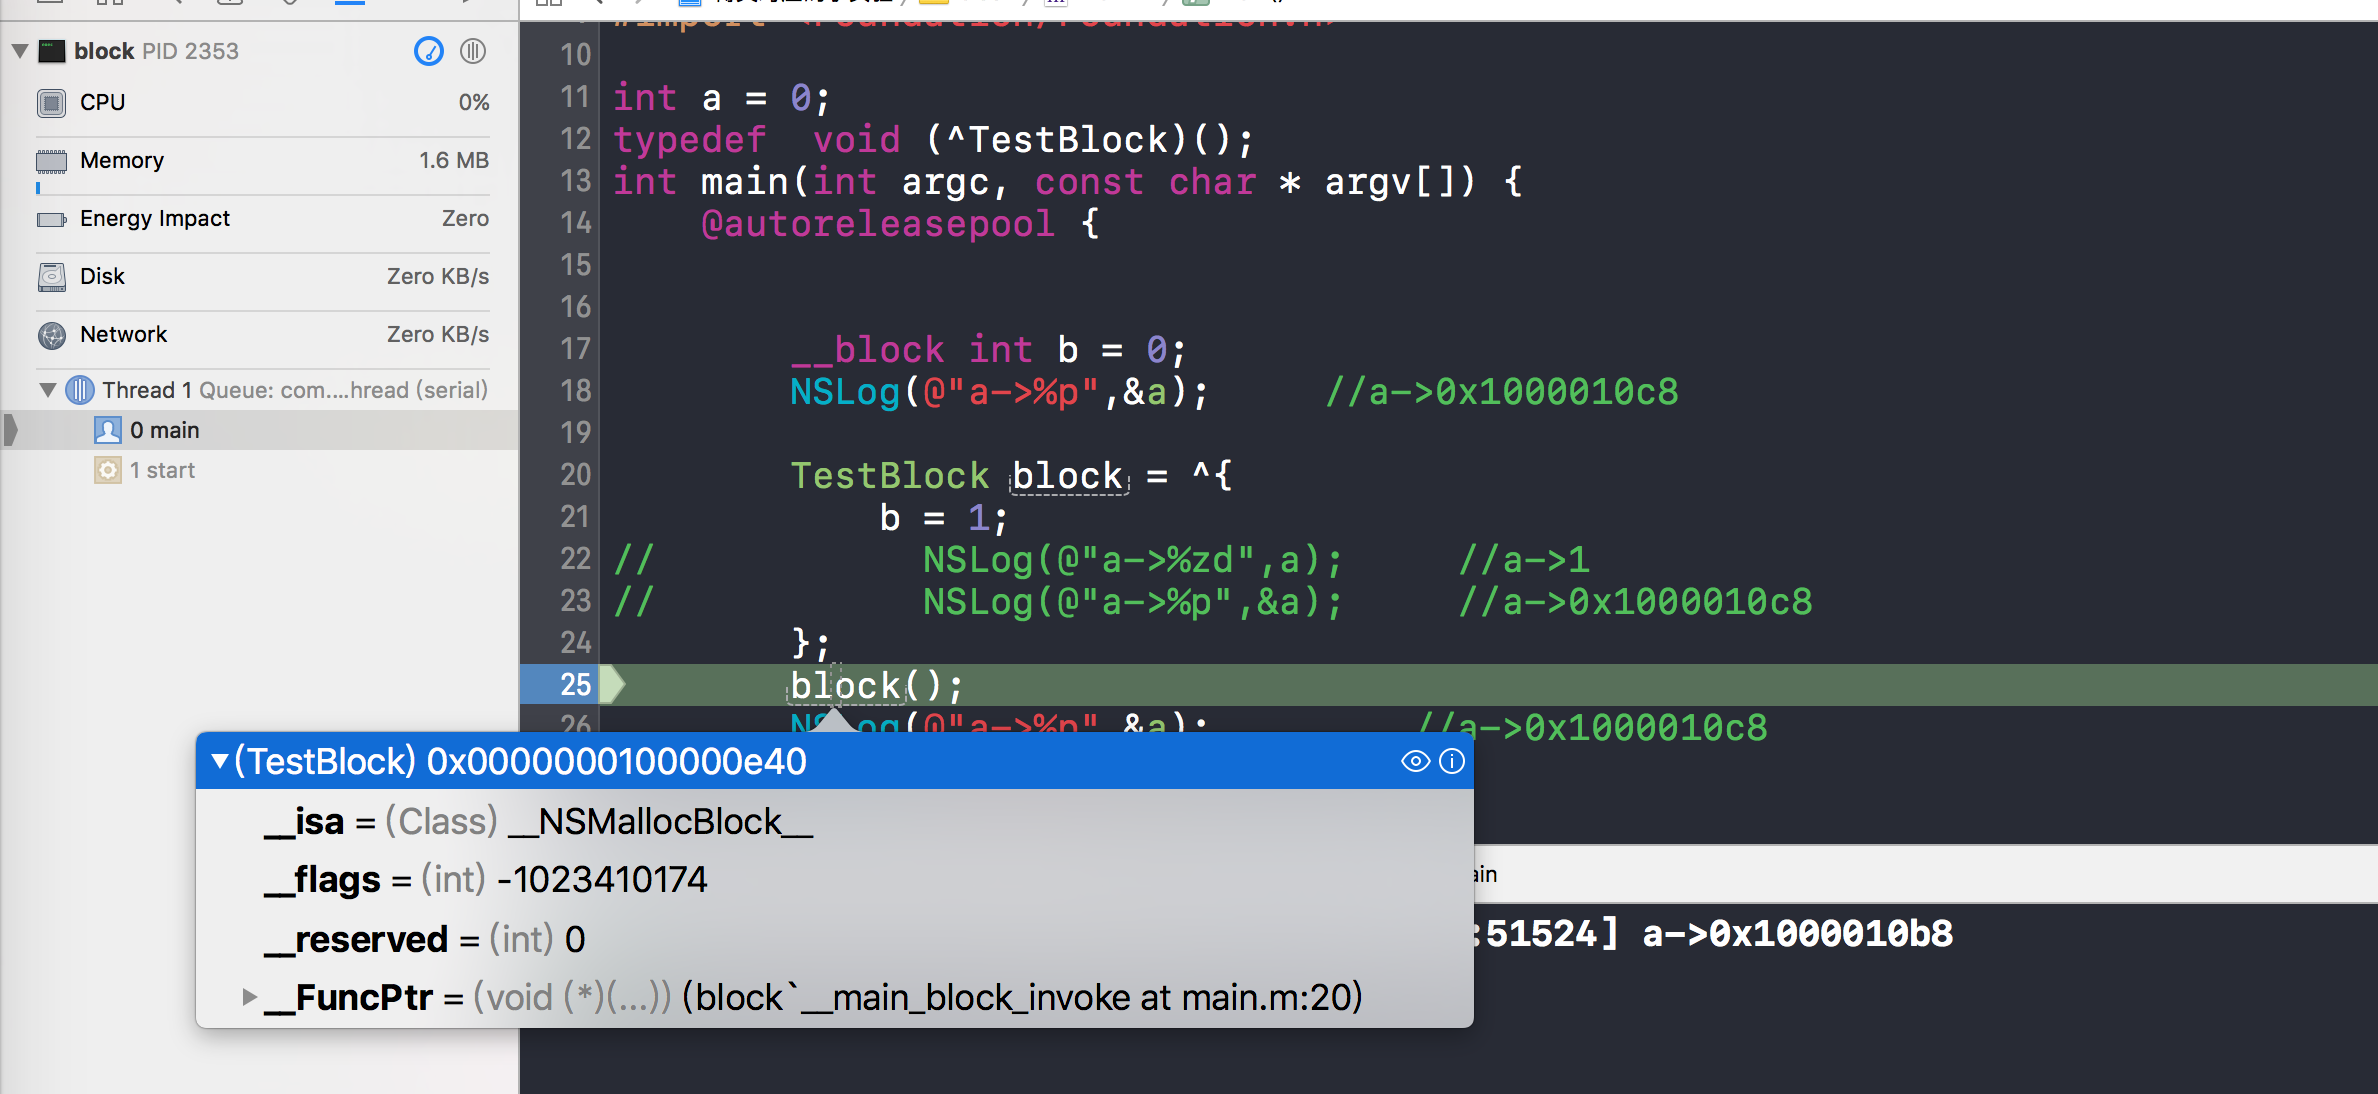 block PID 2353
CPU 0%
Memory 1.6 MB
Energy Impact Zero
Disk Zero KB/s
Network Zero KB/s
Thread 1 Queue: com....hread (serial)
0 main
1 start
#import <Foundation/Foundation.h>
10
11 int a = 0;
12 typedef  void (^TestBlock)();
13 int main(int argc, const char * argv[]) {
14     @autoreleasepool {
15
16
17         __block int b = 0;
18         NSLog(@"a->%p",&a);     //a->0x1000010c8
19
20         TestBlock block = ^{
21             b = 1;
22 //            NSLog(@"a->%zd",a);     //a->1
23 //            NSLog(@"a->%p",&a);     //a->0x1000010c8
24         };
25         block();
26         NSLog(@"a->%p",&a);         //a->0x1000010c8
(TestBlock) 0x0000000100000e40
__isa = (Class) __NSMallocBlock__
__flags = (int) -1023410174
__reserved = (int) 0
__FuncPtr = (void (*)(...)) (block`__main_block_invoke at main.m:20)
ain
:51524] a->0x1000010b8